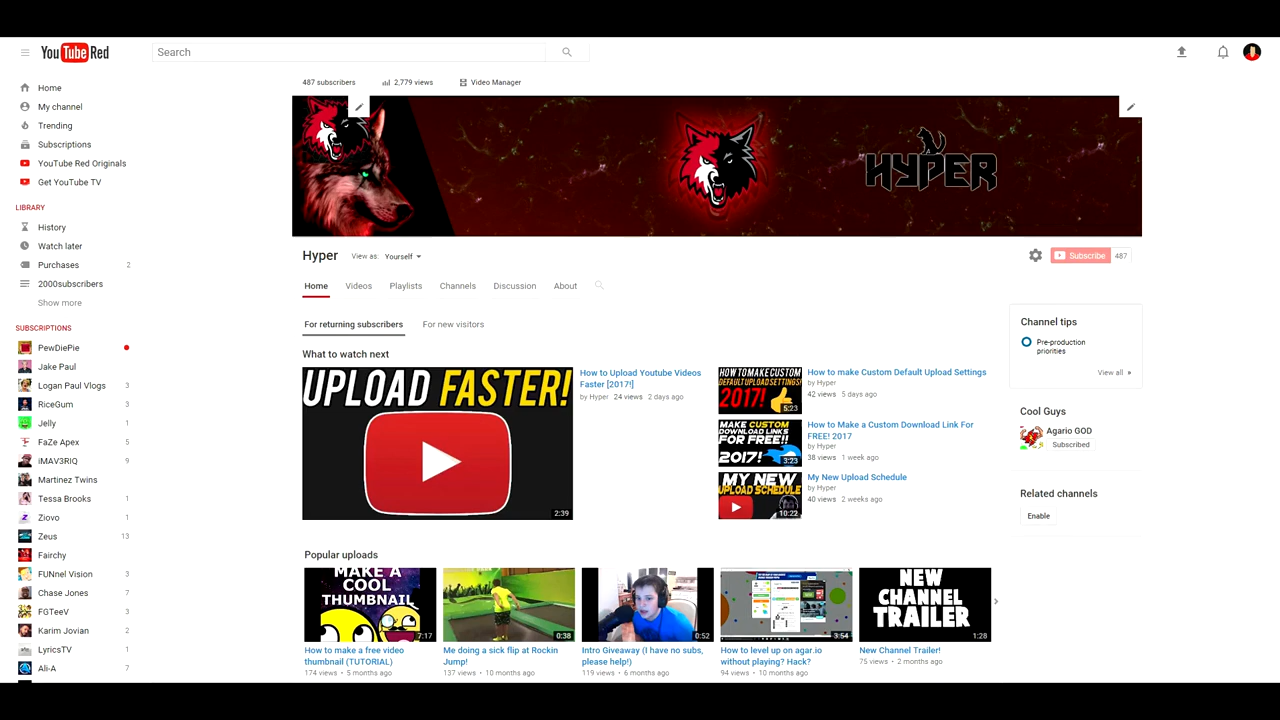 YouTube Red
Search
487 subscribers
2,779 views
Video Manager
Home
My channel
Trending
Subscriptions
YouTube Red Originals
Get YouTube TV
LIBRARY
History
Watch later
Purchases 2
2000subscribers
Show more
SUBSCRIPTIONS
PewDiePie
Jake Paul
Logan Paul Vlogs 3
RiceGum 3
Jelly 1
FaZe Apex 5
iMAV3RIQ 9
Martinez Twins
Tessa Brooks 1
Ziovo 1
Zeus 13
Fairchy
FUNnel Vision 3
Chase Jones 7
FGTeeV 3
Karim Jovian 2
LyricsTV 1
Ali-A 7
HYPER
Hyper
View as: Yourself
Subscribe 487
Home Videos Playlists Channels Discussion About
For returning subscribers For new visitors
What to watch next
UPLOAD FASTER!
2:39
How to Upload Youtube Videos
Faster [2017!]
by Hyper 24 views 2 days ago
HOW TO MAKE CUSTOM
DEFAULT UPLOAD SETTINGS!
2017!
5:23
How to make Custom Default Upload Settings
by Hyper
42 views 5 days ago
MAKE CUSTOM
DOWNLOAD LINKS
FOR FREE!!
2017!
3:23
How to Make a Custom Download Link For
FREE! 2017
by Hyper
38 views 1 week ago
MY NEW
UPLOAD SCHEDULE
10:22
My New Upload Schedule
by Hyper
40 views 2 weeks ago
Popular uploads
MAKE A
COOL
THUMBNAIL
7:17
How to make a free video
thumbnail (TUTORIAL)
174 views • 5 months ago
0:38
Me doing a sick flip at Rockin
Jump!
137 views • 10 months ago
0:52
Intro Giveaway (I have no subs,
please help!)
119 views • 6 months ago
3:54
How to level up on agar.io
without playing? Hack?
94 views • 10 months ago
NEW
CHANNEL
TRAILER!
1:28
New Channel Trailer!
75 views • 2 months ago
Channel tips
Pre-production
priorities
View all »
Cool Guys
Agario GOD
Subscribed
Related channels
Enable